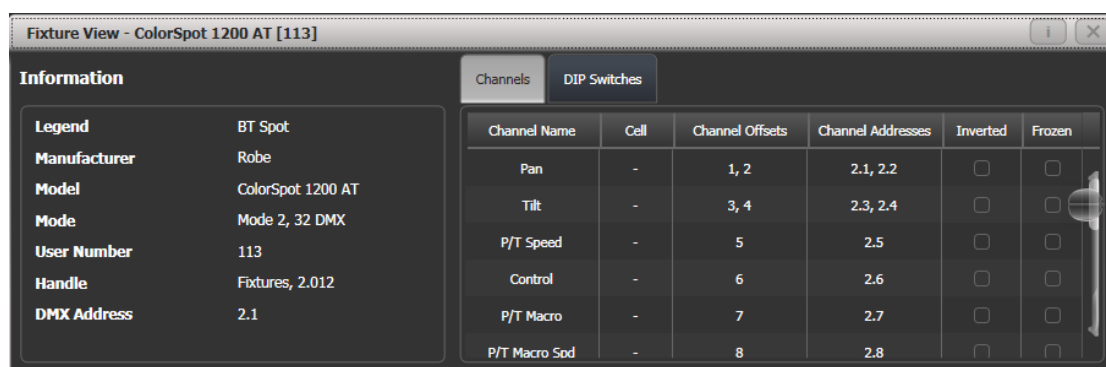 Fixture View - ColorSpot 1200 AT [113]
i
Information
Legend BT Spot
Manufacturer Robe
Model ColorSpot 1200 AT
Mode Mode 2, 32 DMX
User Number 113
Handle Fixtures, 2.012
DMX Address 2.1
Channels DIP Switches
Channel Name Cell Channel Offsets Channel Addresses Inverted Frozen
Pan - 1, 2 2.1, 2.2
Tilt - 3, 4 2.3, 2.4
P/T Speed - 5 2.5
Control - 6 2.6
P/T Macro - 7 2.7
P/T Macro Spd - 8 2.8